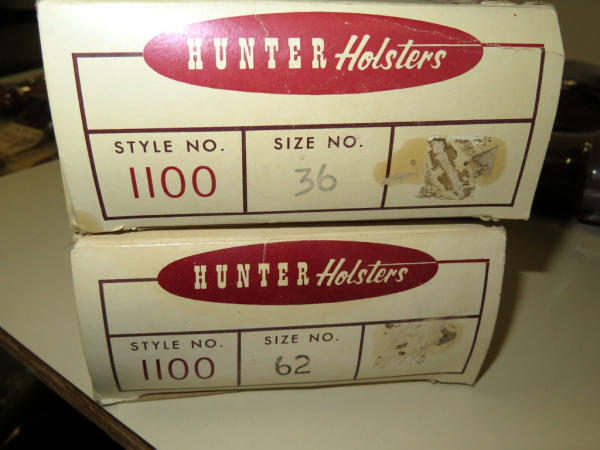 HUNTER Holsters
STYLE NO. SIZE NO.
1100 36
HUNTER Holsters
STYLE NO. SIZE NO.
1100 62